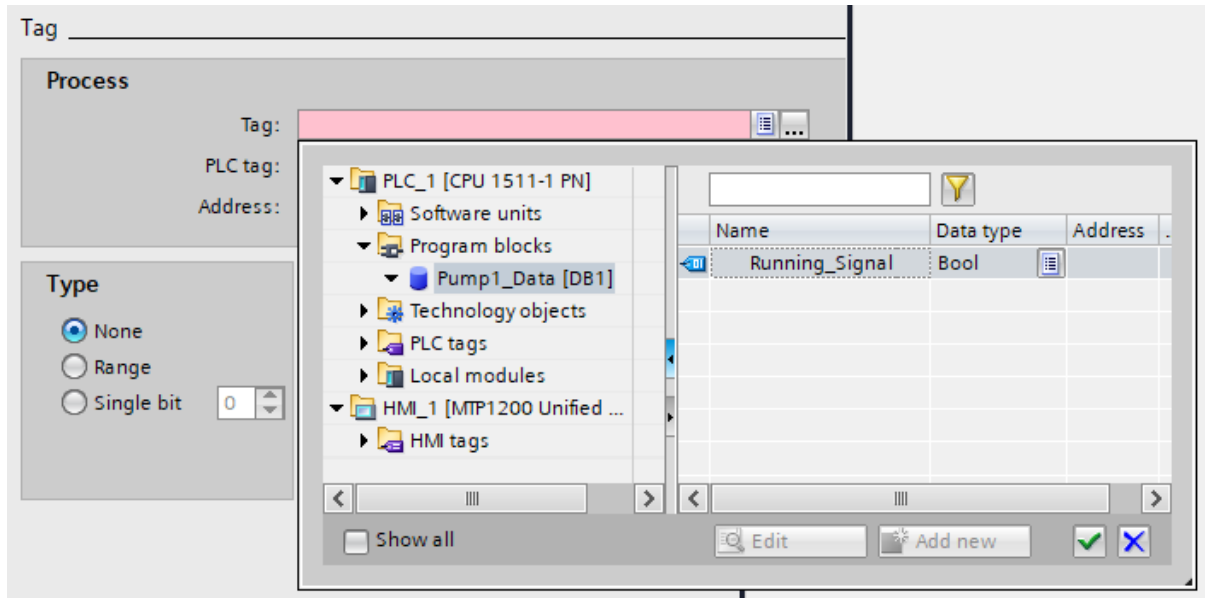 Tag
Process
Tag:
...
PLC tag:
Address:
Type
None
Range
Single bit
0
PLC_1 [CPU 1511-1 PN]
Software units
Program blocks
Pump1_Data [DB1]
Technology objects
PLC tags
Local modules
HMI_1 [MTP1200 Unified ...
HMI tags
Name Data type Address ..
Running_Signal Bool
Show all
Edit
Add new